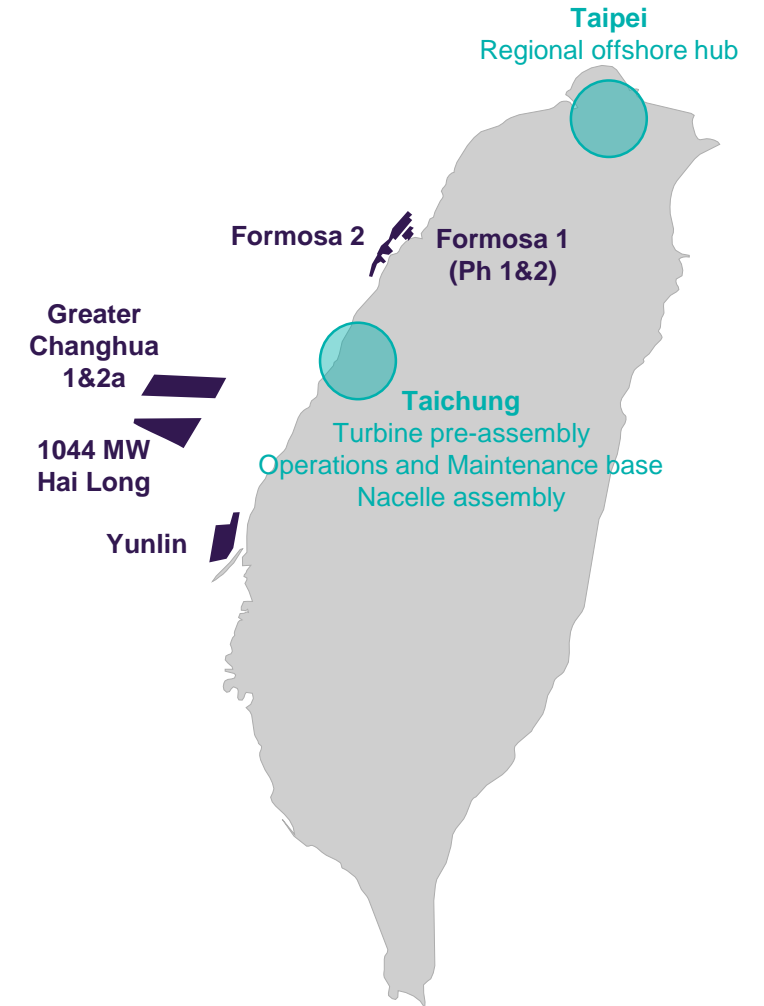 Taipei
Regional offshore hub
Formosa 2
Formosa 1
(Ph 1&2)
Greater
Changhua
1&2a
1044 MW
Hai Long
Taichung
Turbine pre-assembly
Operations and Maintenance base
Nacelle assembly
Yunlin